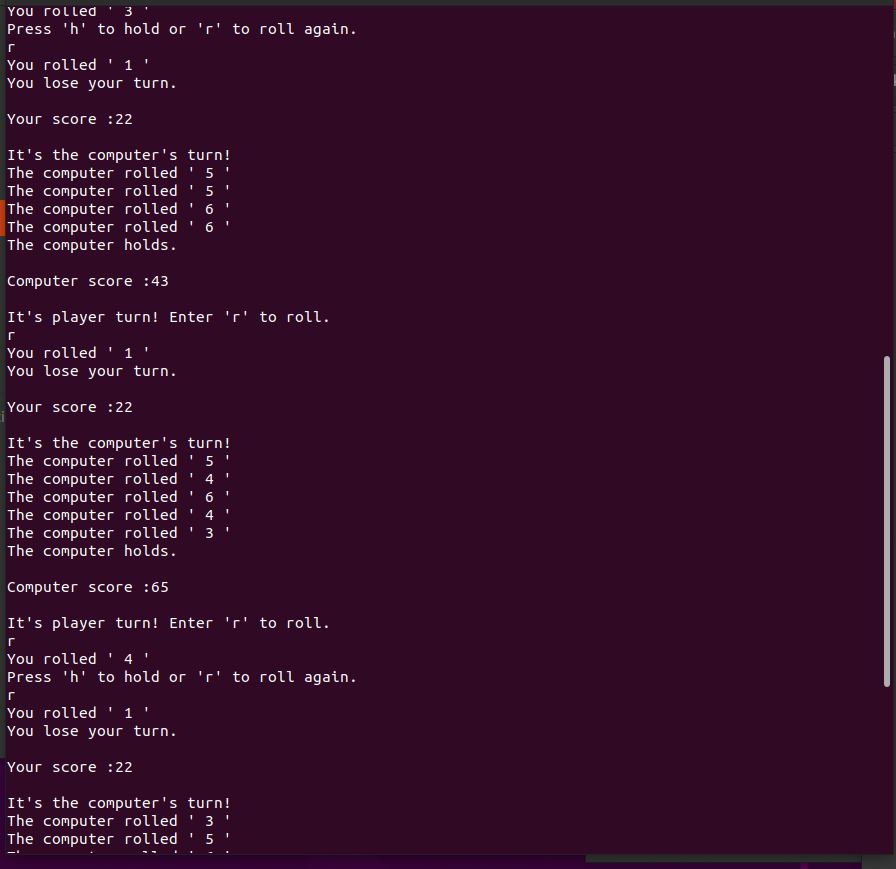 You rolled ' 3 '
Press 'h' to hold or 'r' to roll again.
r
You rolled ' 1 '
You lose your turn.
Your score :22
It's the computer's turn!
The computer rolled ' 5 '
The computer rolled ' 5 '
The computer rolled ' 6 '
The computer rolled ' 6 '
The computer holds.
Computer score :43
It's player turn! Enter 'r' to roll.
r
You rolled ' 1 '
You lose your turn.
Your score :22
It's the computer's turn!
The computer rolled ' 5 '
The computer rolled ' 4 '
The computer rolled ' 6 '
The computer rolled ' 4 '
The computer rolled ' 3 '
The computer holds.
Computer score :65
It's player turn! Enter 'r' to roll.
r
You rolled ' 4 '
Press 'h' to hold or 'r' to roll again.
r
You rolled ' 1 '
You lose your turn.
Your score :22
It's the computer's turn!
The computer rolled ' 3 '
The computer rolled ' 5 '